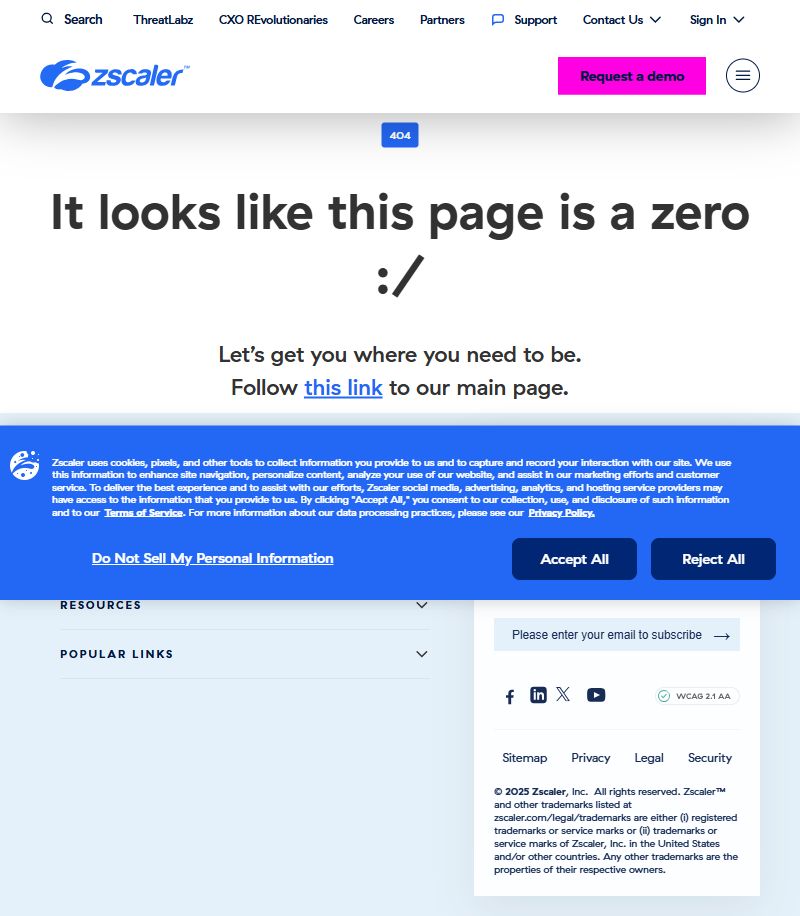 Search
ThreatLabz
CXO REvolutionaries
Careers
Partners
Support
Contact Us
Sign In
zscaler™
Request a demo
404
It looks like this page is a zero
:/
Let's get you where you need to be.
Follow this link to our main page.
Zscaler uses cookies, pixels, and other tools to collect information you provide to us and to capture and record your interaction with our site. We use
this information to enhance site navigation, personalize content, analyze your use of our website, and assist in our marketing efforts and customer
service. To deliver the best experience and to assist with our efforts, Zscaler social media, advertising, analytics, and hosting service providers may
have access to the information that you provide to us. By clicking "Accept All," you consent to our collection, use, and disclosure of such information
and to our Terms of Service. For more information about our data processing practices, please see our Privacy Policy.
Do Not Sell My Personal Information
Accept All
Reject All
RESOURCES
POPULAR LINKS
Please enter your email to subscribe
WCAG 2.1 AA
Sitemap
Privacy
Legal
Security
© 2025 Zscaler, Inc. All rights reserved. Zscaler™
and other trademarks listed at
zscaler.com/legal/trademarks are either (i) registered
trademarks or service marks or (ii) trademarks or
service marks of Zscaler, Inc. in the United States
and/or other countries. Any other trademarks are the
properties of their respective owners.